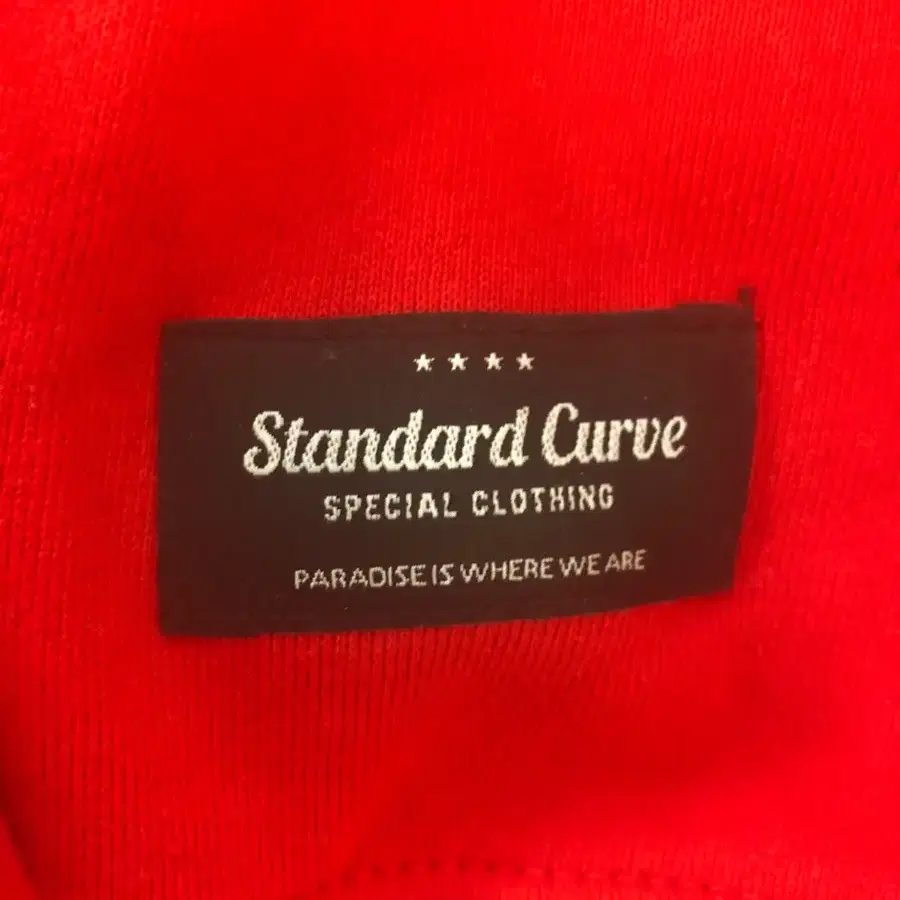 ★ ★ ★ ★
Standard Curve
SPECIAL CLOTHING
PARADISE IS WHERE WE ARE